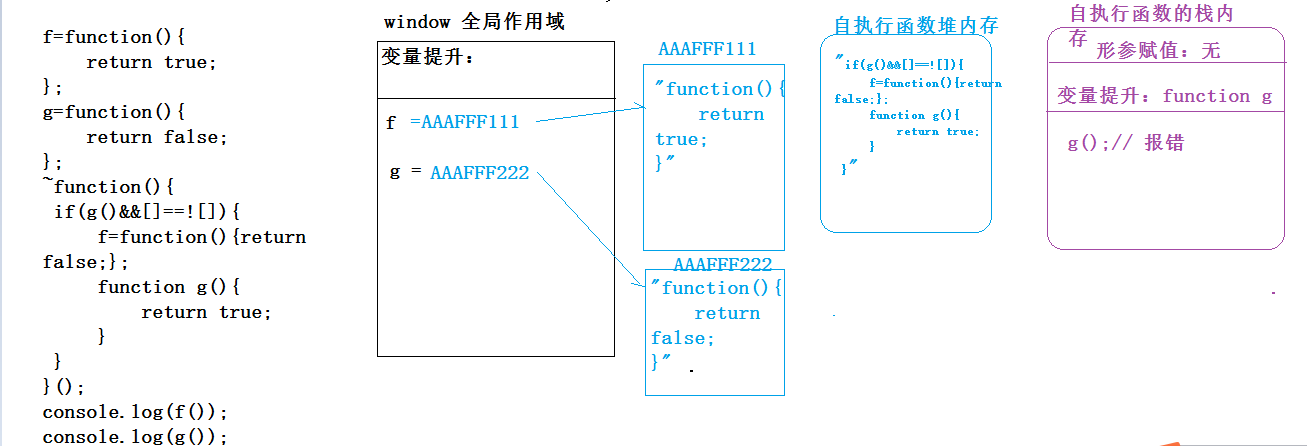 f=function(){
return true;
};
g=function(){
return false;
};
~function(){
if(g()&&[]==![]){
f=function(){return
false;};
function g(){
return true;
}
}
}();
console.log(f());
console.log(g());
window 全局作用域
变量提升:
f =AAAFFF111
g = AAAFFF222
AAAFFF111
"function(){
return
true;
}"
AAAFFF222
"function(){
return
false;
}"
自执行函数堆内存
"if(g()&&[]==![]){
f=function(){return
false;};
function g(){
return true;
}
}"
自执行函数的栈内
存
形参赋值: 无
变量提升: function g
g();// 报错